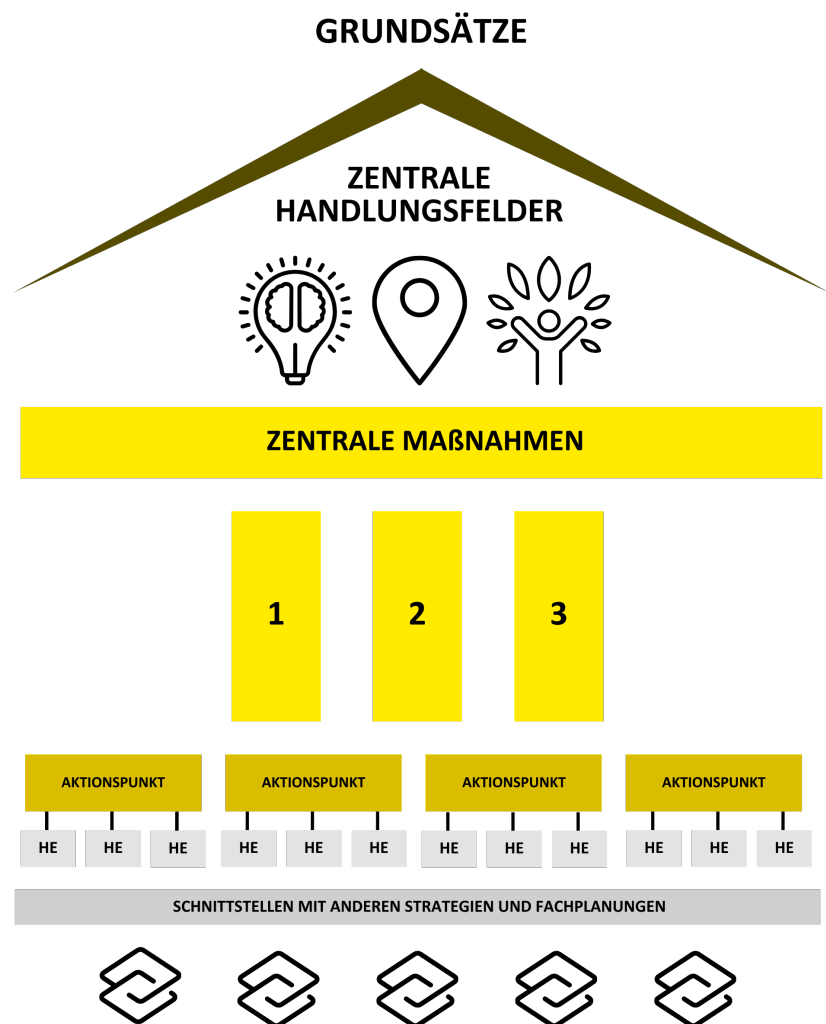 GRUNDSÄTZE
ZENTRALE
HANDLUNGSFELDER
ZENTRALE MAßNAHMEN
1 2 3
AKTIONSPUNKT AKTIONSPUNKT AKTIONSPUNKT AKTIONSPUNKT
HE HE HE HE HE HE HE HE HE HE HE HE
SCHNITTSTELLEN MIT ANDEREN STRATEGIEN UND FACHPLANUNGEN